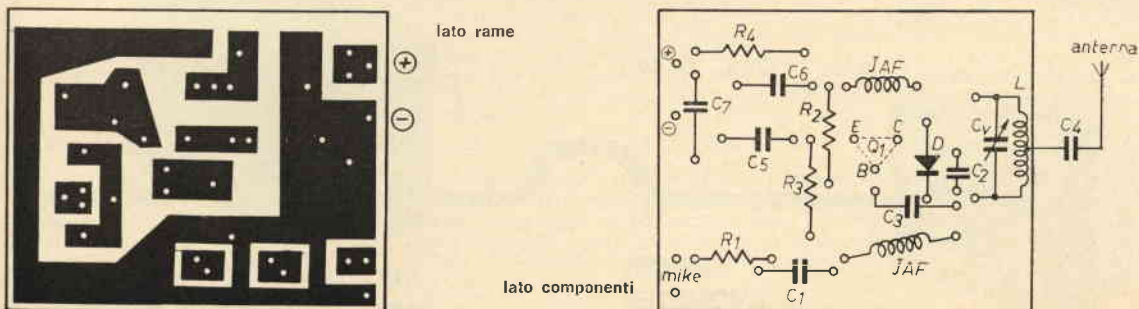 lato rame
⊕
⊖
lato componenti
⊕
R4
C6
JAF
antenna
C7
R2
L
⊖
C5
E
C
Q1
B
D
Cv
C4
R3
C2
C3
mike
R1
JAF
C1